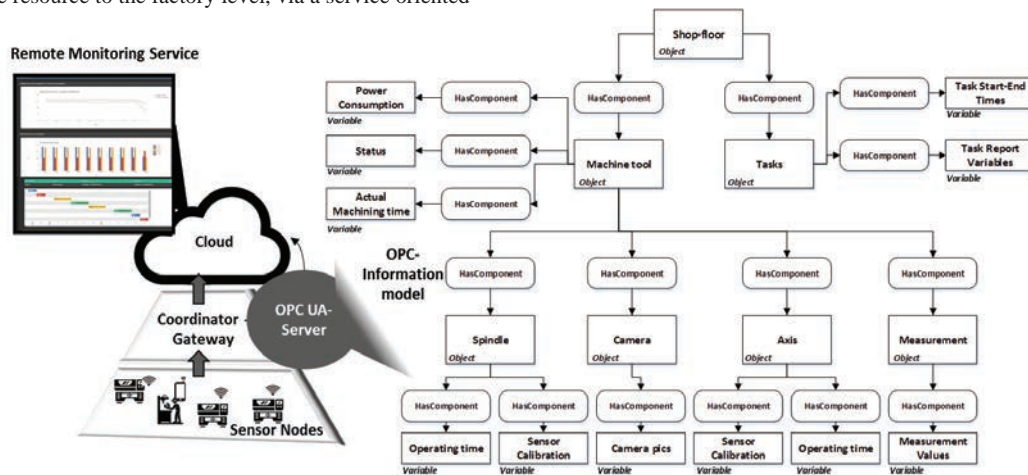 e resource to the factory level, via a service oriented
Remote Monitoring Service
Cloud
Coordinator
Gateway
OPC UA-
Server
Sensor Nodes
OPC-
Information
model
Shop-floor
Object
HasComponent
HasComponent
Power
Consumption
Variable
HasComponent
Status
Variable
HasComponent
Actual
Machining time
Variable
HasComponent
Machine tool
Object
Tasks
Object
HasComponent
Task Start-End
Times
Variable
HasComponent
Task Report
Variables
Variable
HasComponent
HasComponent
HasComponent
HasComponent
Spindle
Object
Camera
Object
Axis
Object
Measurement
Object
HasComponent
HasComponent
HasComponent
HasComponent
HasComponent
HasComponent
Operating time
Variable
Sensor
Calibration
Variable
Camera pics
Variable
Sensor
Calibration
Variable
Operating time
Variable
Measurement
Values
Variable